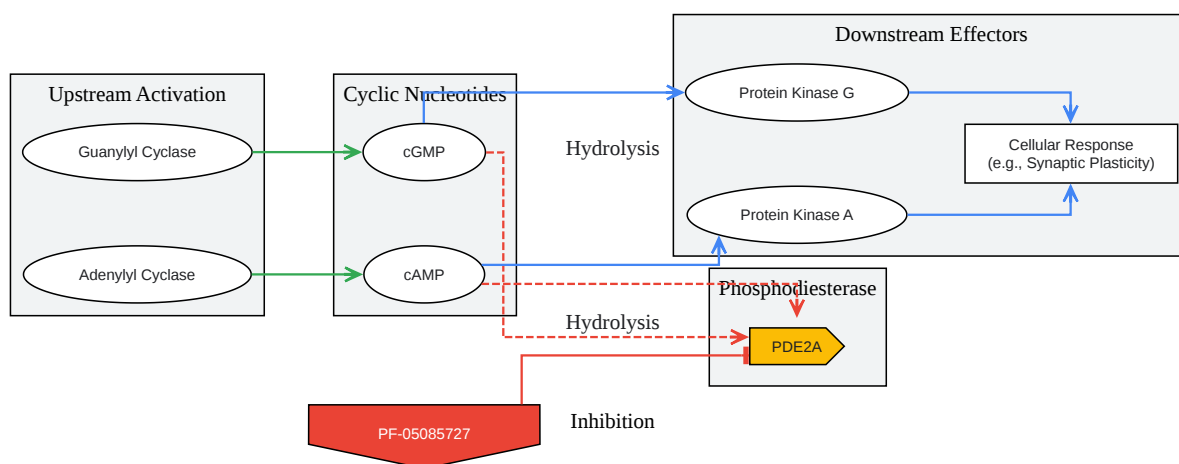 Downstream Effectors
Upstream Activation
Cyclic Nucleotides
Protein Kinase G
Guanylyl Cyclase
cGMP
Hydrolysis
Cellular Response
(e.g., Synaptic Plasticity)
Protein Kinase A
Adenylyl Cyclase
cAMP
Phosphodiesterase
Hydrolysis
PDE2A
Inhibition
PF-05085727